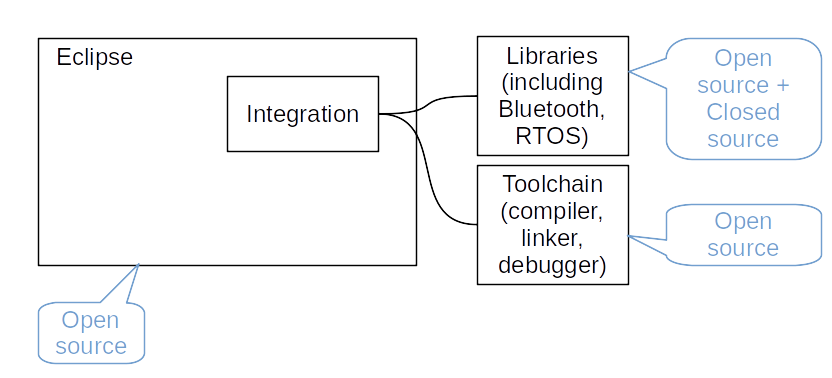 Eclipse
Integration
Libraries
(including
Bluetooth,
RTOS)
Open
source +
Closed
source
Toolchain
(compiler,
linker,
debugger)
Open
source
Open
source